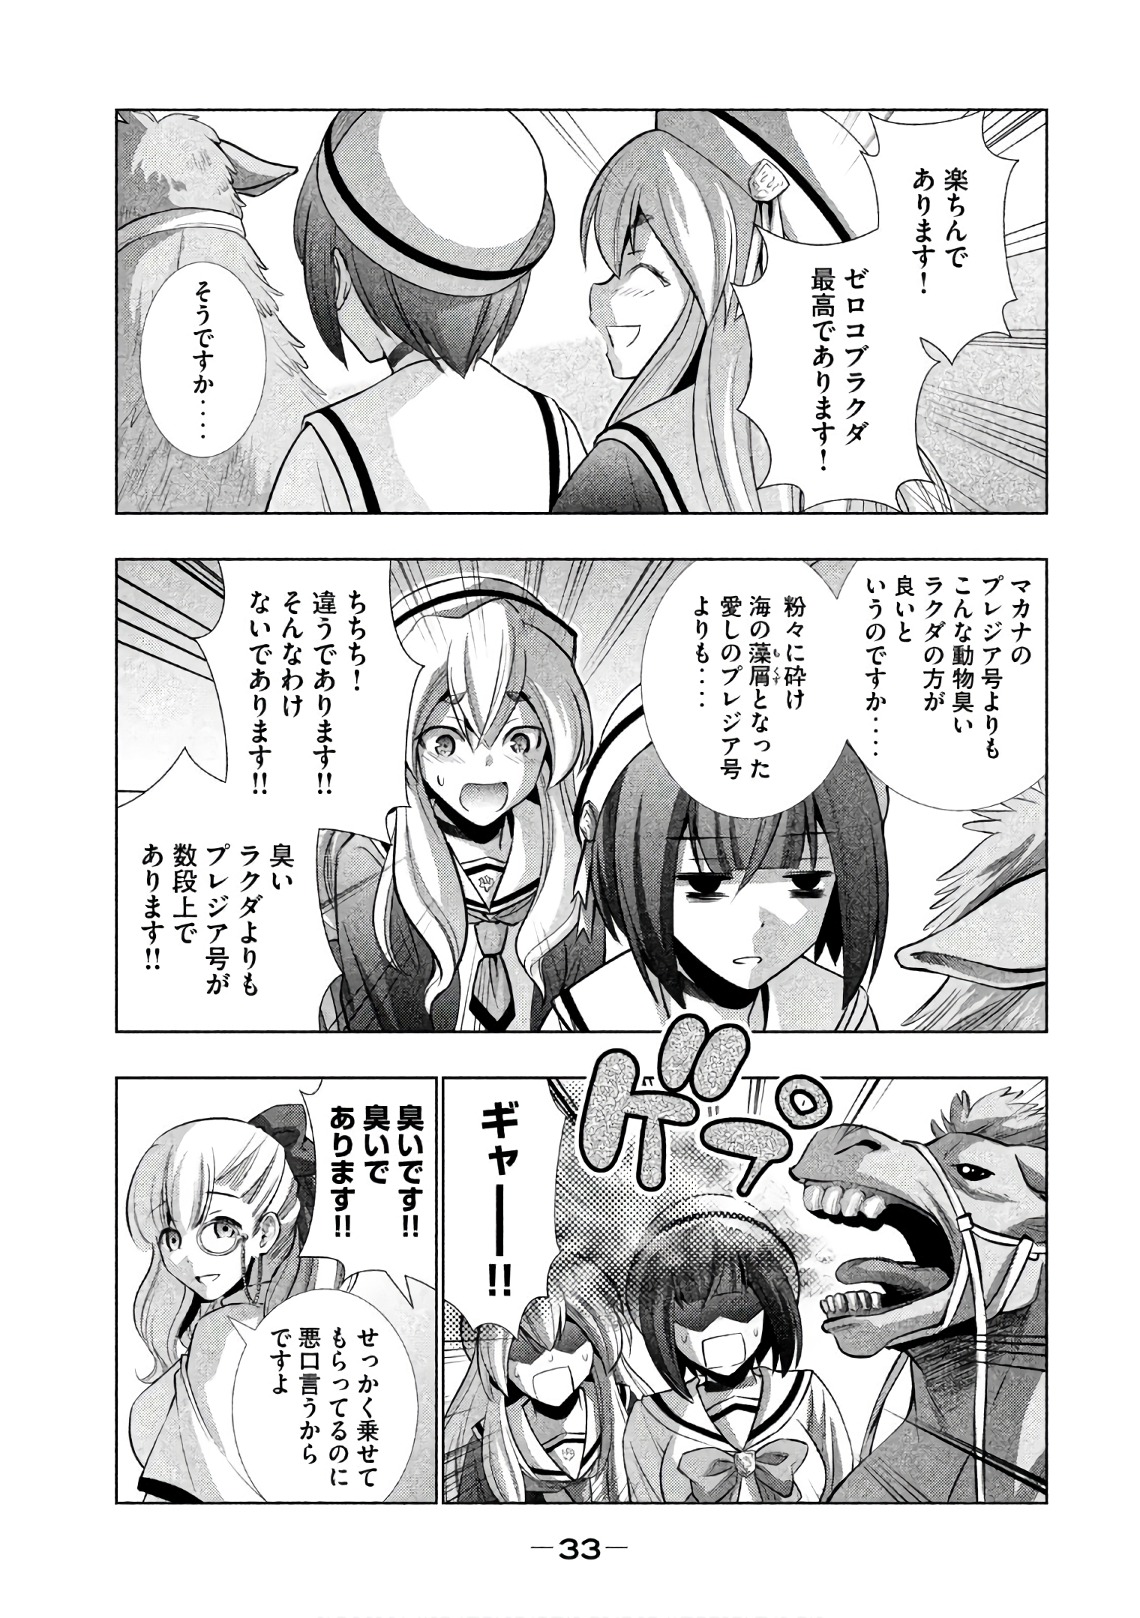 楽ちんで
あります！
ゼロコブラクダ
最高であります！
そうですか‥‥
マカナの
プレジア号よりも
こんな動物臭い
ラクダの方が
良いと
いうのですか‥‥
粉々に砕け
海の藻屑となった
愛しのプレジア号
よりも‥‥
もくず
ちちち！
違うであります!!
そんなわけ
ないであります!!
臭い
ラクダよりも
プレジア号が
数段上で
あります!!
ゲプ
ギャーー!!
臭いです!!
臭いで
あります!!
せっかく乗せて
もらってるのに
悪口言うから
ですよ
—33—